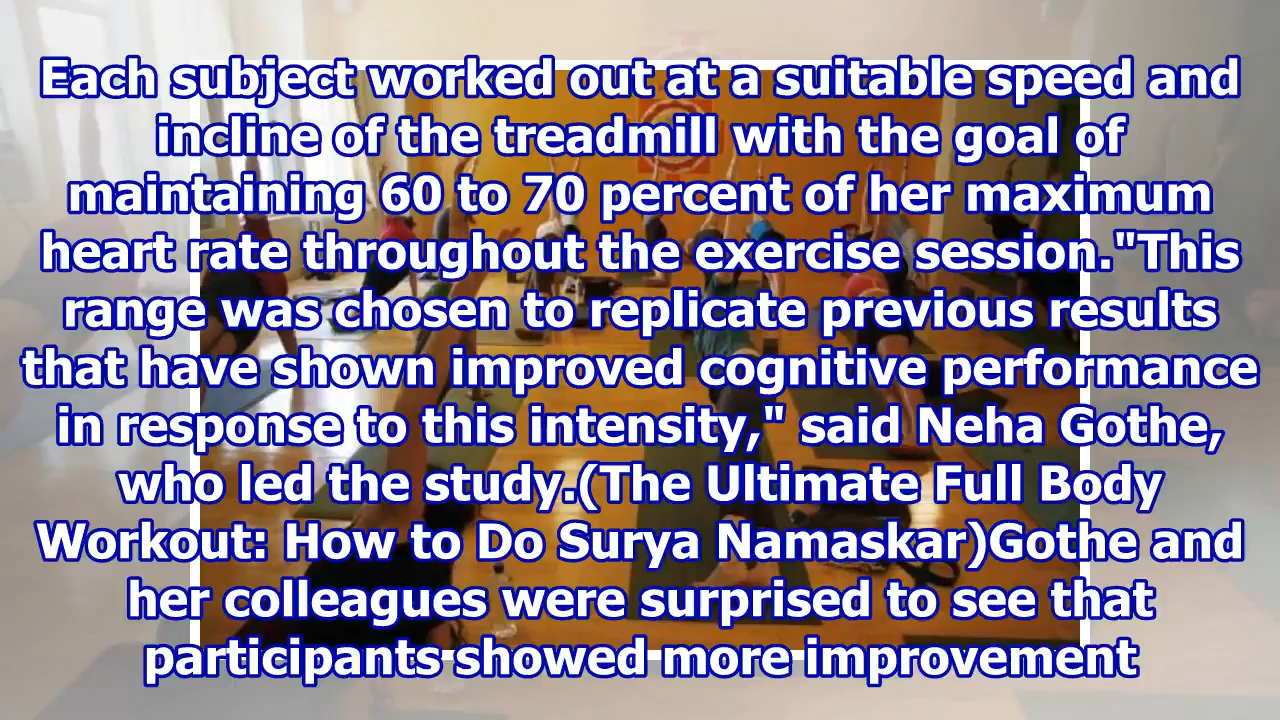 Each subject worked out at a suitable speed and
incline of the treadmill with the goal of
maintaining 60 to 70 percent of her maximum
heart rate throughout the exercise session."This
range was chosen to replicate previous results
that have shown improved cognitive performance
in response to this intensity," said Neha Gothe,
who led the study.(The Ultimate Full Body
Workout: How to Do Surya Namaskar)Gothe and
her colleagues were surprised to see that
participants showed more improvement